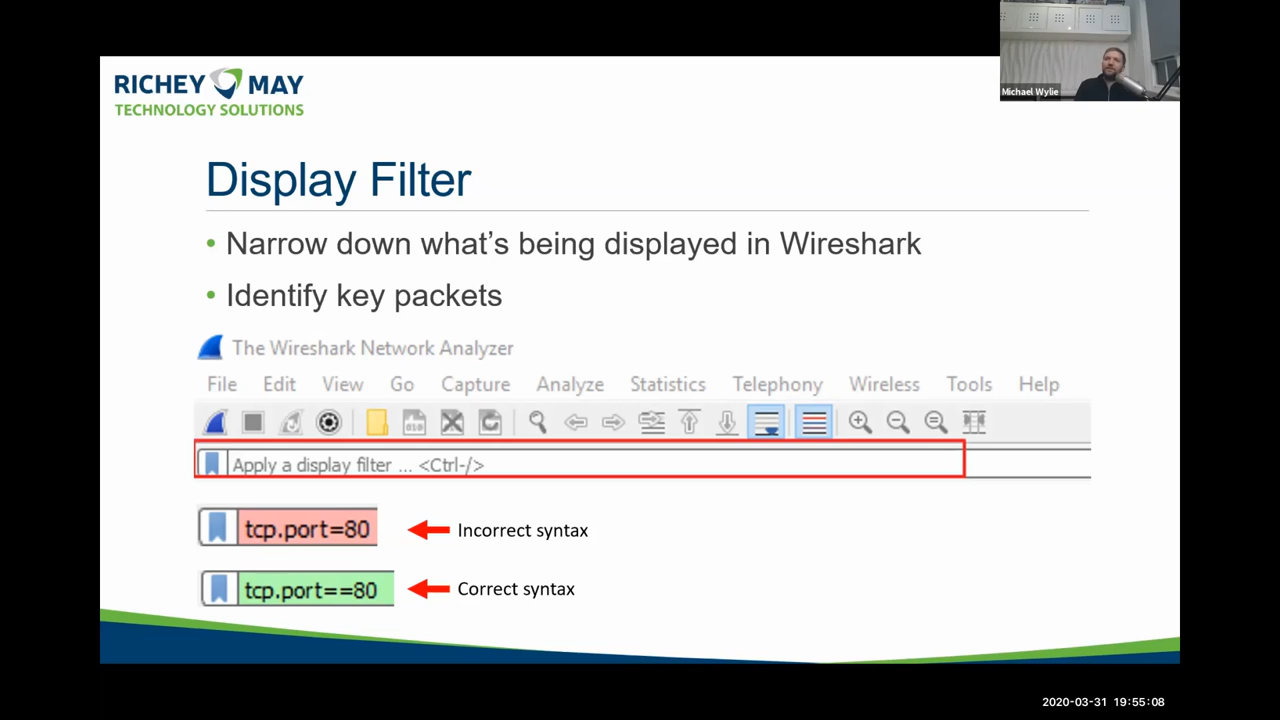 RICHEY MAY
TECHNOLOGY SOLUTIONS
Michael Wylie
Display Filter
• Narrow down what’s being displayed in Wireshark
• Identify key packets
The Wireshark Network Analyzer
File Edit View Go Capture Analyze Statistics Telephony Wireless Tools Help
010
Apply a display filter ... <Ctrl-/>
tcp.port=80 Incorrect syntax
tcp.port==80 Correct syntax
2020-03-31 19:55:08